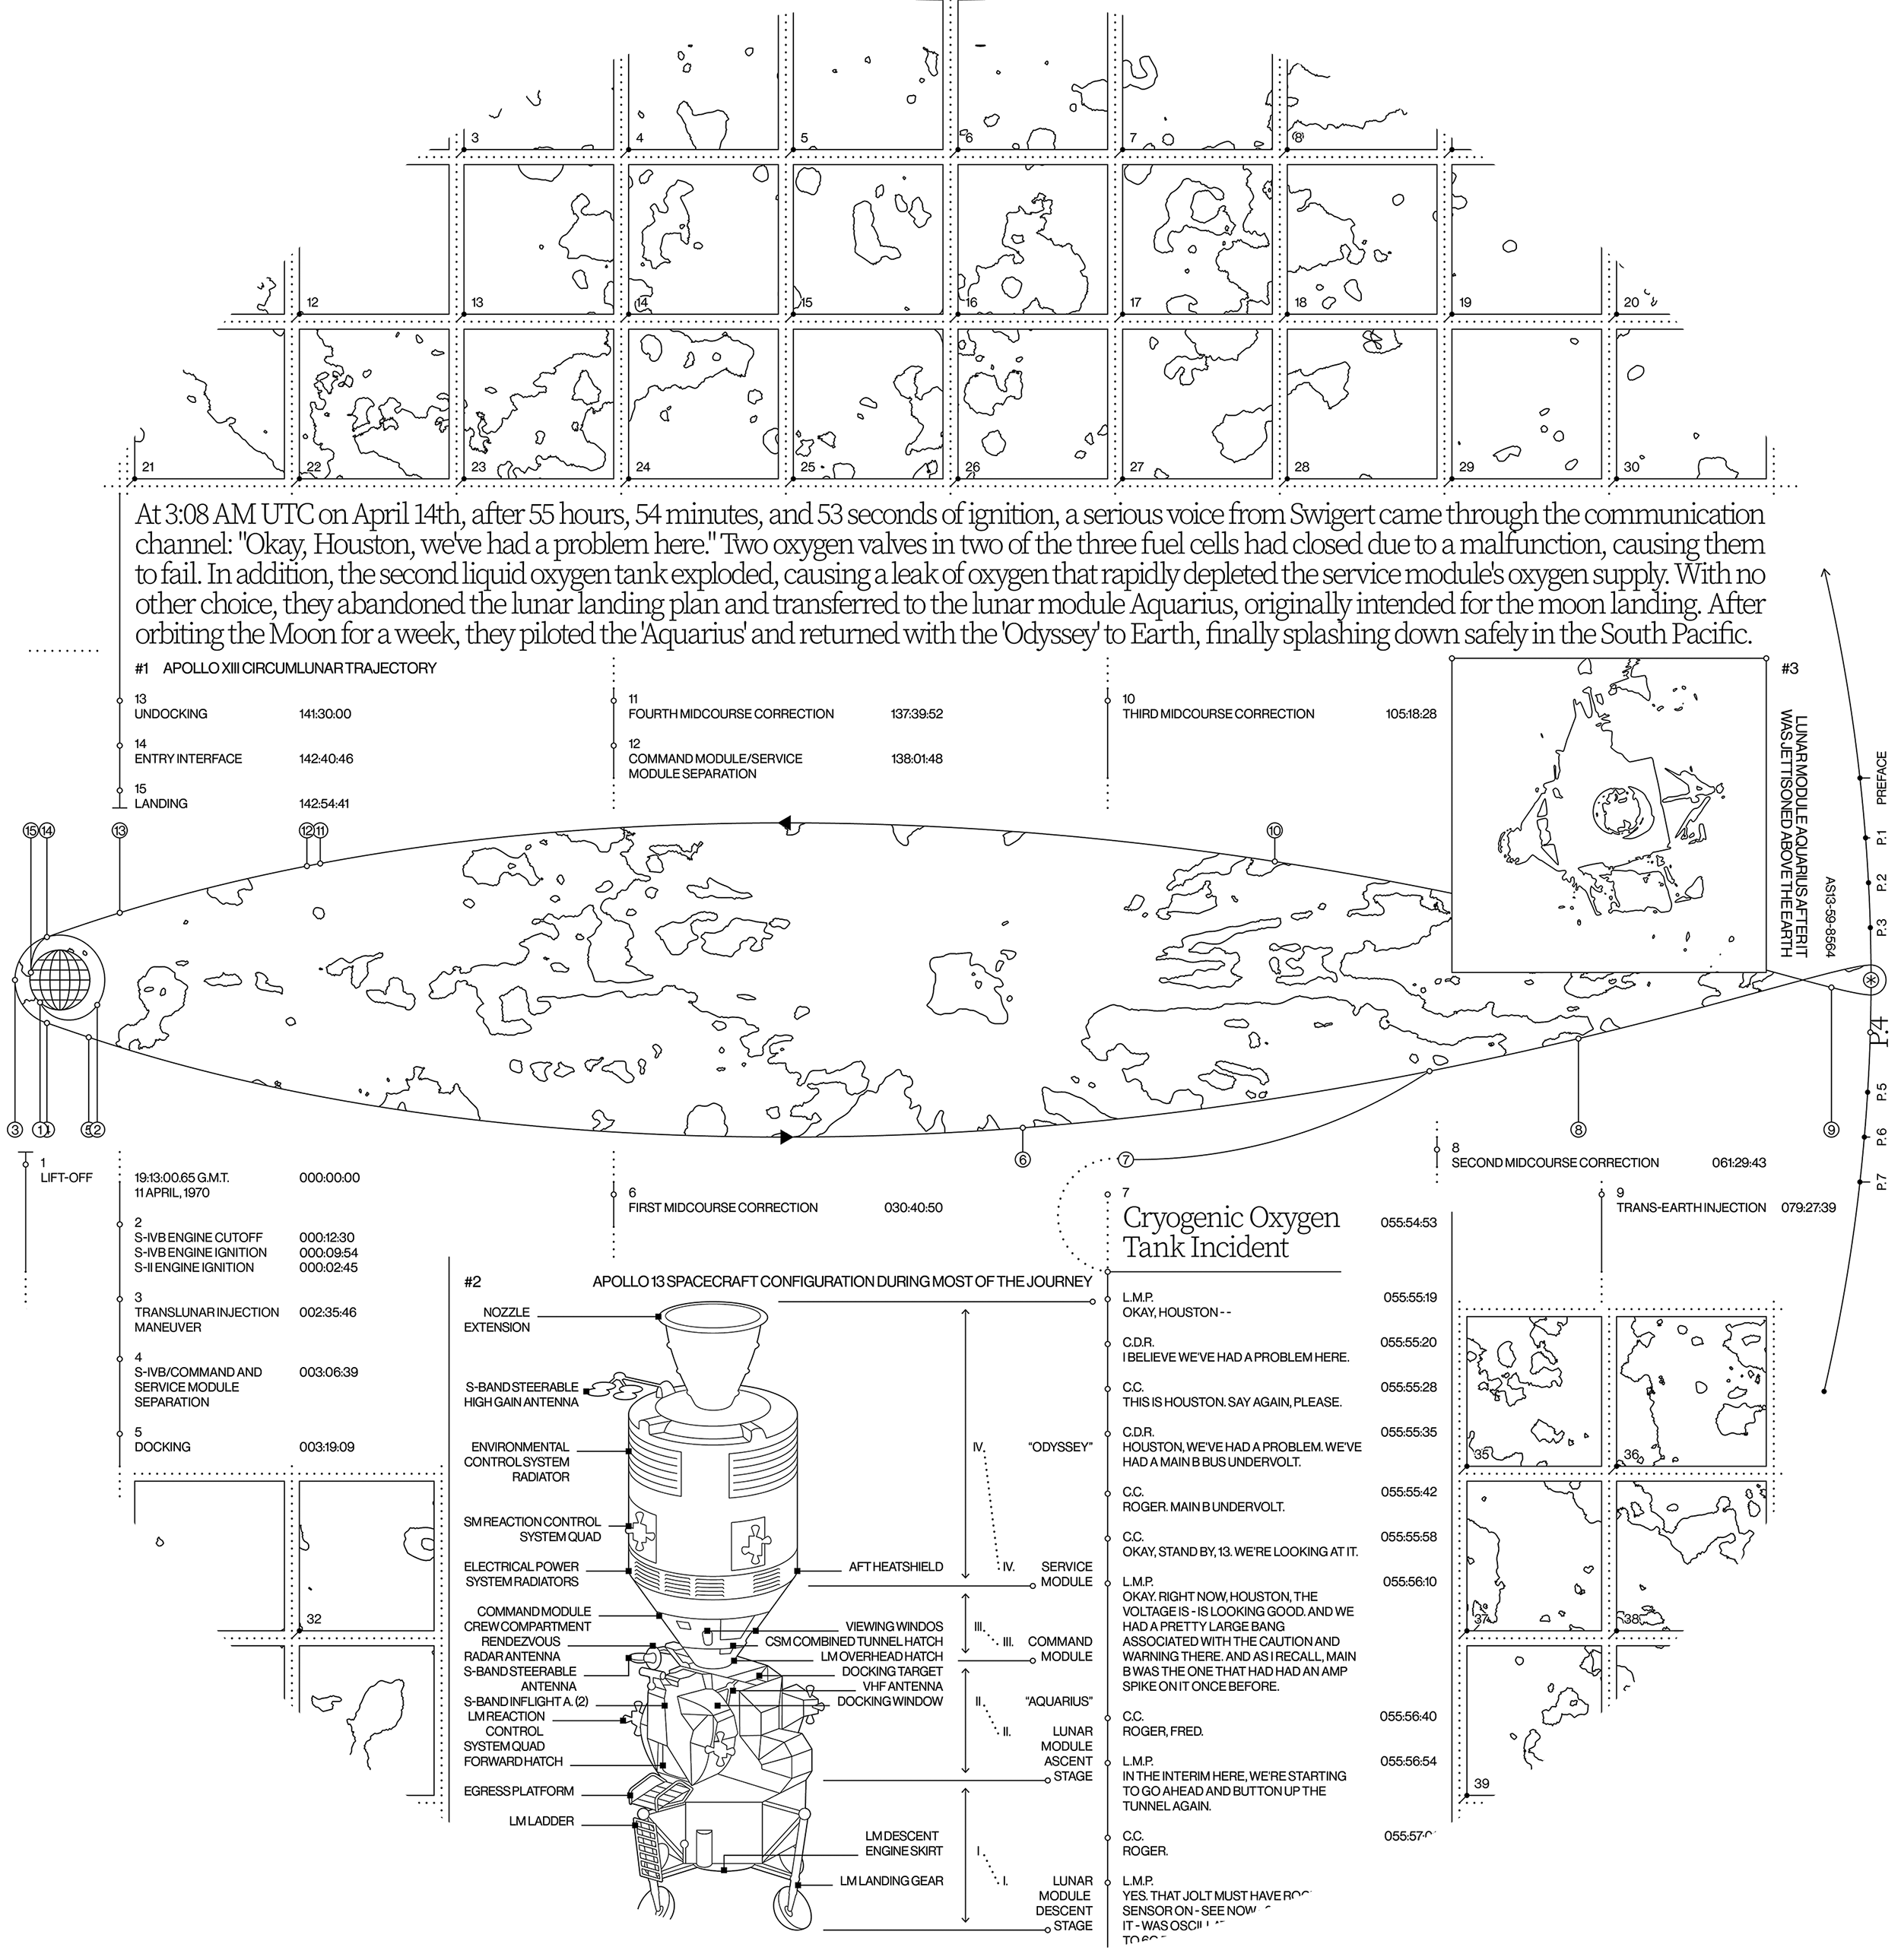 3
4
5
6
7
8
12
13
14
15
16
17
18
19
20
21
22
23
24
25
26
27
28
29
30
At 3:08 AM UTC on April 14th, after 55 hours, 54 minutes, and 53 seconds of ignition, a serious voice from Swigert came through the communication
channel: "Okay, Houston, we've had a problem here." Two oxygen valves in two of the three fuel cells had closed due to a malfunction, causing them
to fail. In addition, the second liquid oxygen tank exploded, causing a leak of oxygen that rapidly depleted the service module's oxygen supply. With no
other choice, they abandoned the lunar landing plan and transferred to the lunar module Aquarius, originally intended for the moon landing. After
orbiting the Moon for a week, they piloted the 'Aquarius' and returned with the 'Odyssey' to Earth, finally splashing down safely in the South Pacific.
#1 APOLLO XIII CIRCUMLUNAR TRAJECTORY
13
UNDOCKING 141:30:00
14
ENTRY INTERFACE 142:40:46
15
LANDING 142:54:41
11
FOURTH MIDCOURSE CORRECTION 137:39:52
12
COMMAND MODULE/SERVICE 138:01:48
MODULE SEPARATION
10
THIRD MIDCOURSE CORRECTION 105:18:28
#3
LUNAR MODULE AQUARIUS AFTER IT
WAS JETTISONED ABOVE THE EARTH
AS13-59-8564
PREFACE
P.1
P.2
P.3
P.4
P.5
P.6
P.7
15 14 13 12 11 10
3 1 2 6 7 8 9
1
LIFT-OFF 19:13:00.65 G.M.T. 000:00:00
11 APRIL, 1970
2
S-IVB ENGINE CUTOFF 000:12:30
S-IVB ENGINE IGNITION 000:09:54
S-II ENGINE IGNITION 000:02:45
3
TRANSLUNAR INJECTION 002:35:46
MANEUVER
4
S-IVB/COMMAND AND 003:06:39
SERVICE MODULE
SEPARATION
5
DOCKING 003:19:09
6
FIRST MIDCOURSE CORRECTION 030:40:50
8
SECOND MIDCOURSE CORRECTION 061:29:43
9
TRANS-EARTH INJECTION 079:27:39
#2 APOLLO 13 SPACECRAFT CONFIGURATION DURING MOST OF THE JOURNEY
NOZZLE
EXTENSION
S-BAND STEERABLE
HIGH GAIN ANTENNA
ENVIRONMENTAL
CONTROL SYSTEM
RADIATOR
SM REACTION CONTROL
SYSTEM QUAD
ELECTRICAL POWER
SYSTEM RADIATORS
COMMAND MODULE
CREW COMPARTMENT
RENDEZVOUS
RADAR ANTENNA
S-BAND STEERABLE
ANTENNA
S-BAND INFLIGHT A. (2)
LM REACTION
CONTROL
SYSTEM QUAD
FORWARD HATCH
EGRESS PLATFORM
LM LADDER
AFT HEATSHIELD
VIEWING WINDOS
CSM COMBINED TUNNEL HATCH
LM OVERHEAD HATCH
DOCKING TARGET
VHF ANTENNA
DOCKING WINDOW
LM DESCENT
ENGINE SKIRT
LM LANDING GEAR
IV. "ODYSSEY"
IV. SERVICE
MODULE
III.
III. COMMAND
MODULE
II. "AQUARIUS"
II. LUNAR
MODULE
ASCENT
STAGE
I.
I. LUNAR
MODULE
DESCENT
STAGE
7
Cryogenic Oxygen 055:54:53
Tank Incident
L.M.P. 055:55:19
OKAY, HOUSTON - -
C.D.R. 055:55:20
I BELIEVE WE'VE HAD A PROBLEM HERE.
C.C. 055:55:28
THIS IS HOUSTON. SAY AGAIN, PLEASE.
C.D.R. 055:55:35
HOUSTON, WE'VE HAD A PROBLEM. WE'VE
HAD A MAIN B BUS UNDERVOLT.
C.C. 055:55:42
ROGER. MAIN B UNDERVOLT.
C.C. 055:55:58
OKAY, STAND BY, 13. WE'RE LOOKING AT IT.
L.M.P. 055:56:10
OKAY. RIGHT NOW, HOUSTON, THE
VOLTAGE IS - IS LOOKING GOOD. AND WE
HAD A PRETTY LARGE BANG
ASSOCIATED WITH THE CAUTION AND
WARNING THERE. AND AS I RECALL, MAIN
B WAS THE ONE THAT HAD HAD AN AMP
SPIKE ON IT ONCE BEFORE.
C.C. 055:56:40
ROGER, FRED.
L.M.P. 055:56:54
IN THE INTERIM HERE, WE'RE STARTING
TO GO AHEAD AND BUTTON UP THE
TUNNEL AGAIN.
C.C.
ROGER.
L.M.P.
YES. THAT JOLT MUST HAVE
SENSOR ON - SEE NOW
IT - WAS
32
35
36
37
38
39